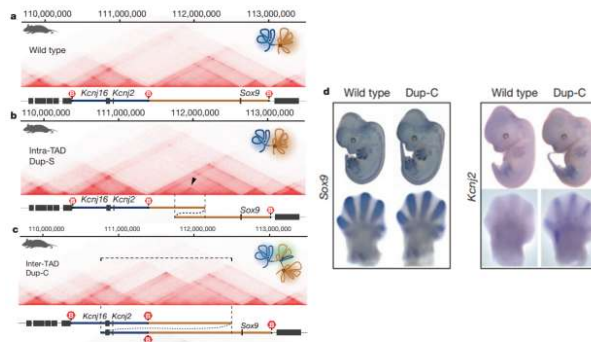 a
110,000,000 111,000,000 112,000,000 113,000,000
Wild type
B B B
Kcnj16 Kcnj2 Sox9
110,000,000 111,000,000 112,000,000 113,000,000
b
Intra-TAD
Dup-S
B B
Kcnj16 Kcnj2
Sox9 B
c
110,000,000 111,000,000 112,000,000 113,000,000
Inter-TAD
Dup-C
B Kcnj16 Kcnj2 B
Sox9 B
B
d
Wild type Dup-C
Sox9
Wild type Dup-C
Kcnj2